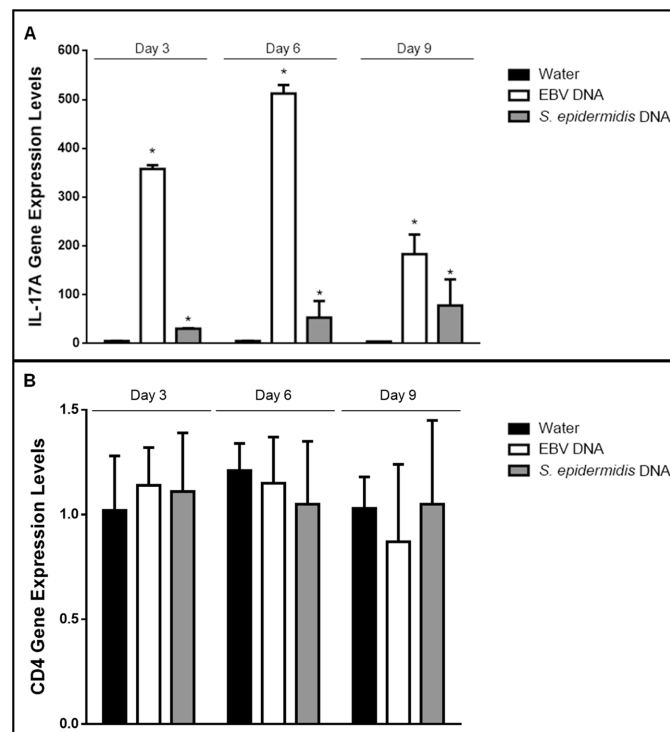 A
Day 3 Day 6 Day 9
IL-17A Gene Expression Levels
600
500
400
300
200
100
0
* * * * * *
Water
EBV DNA
S. epidermidis DNA
B
Day 3 Day 6 Day 9
CD4 Gene Expression Levels
1.5
1.0
0.5
0.0
Water
EBV DNA
S. epidermidis DNA